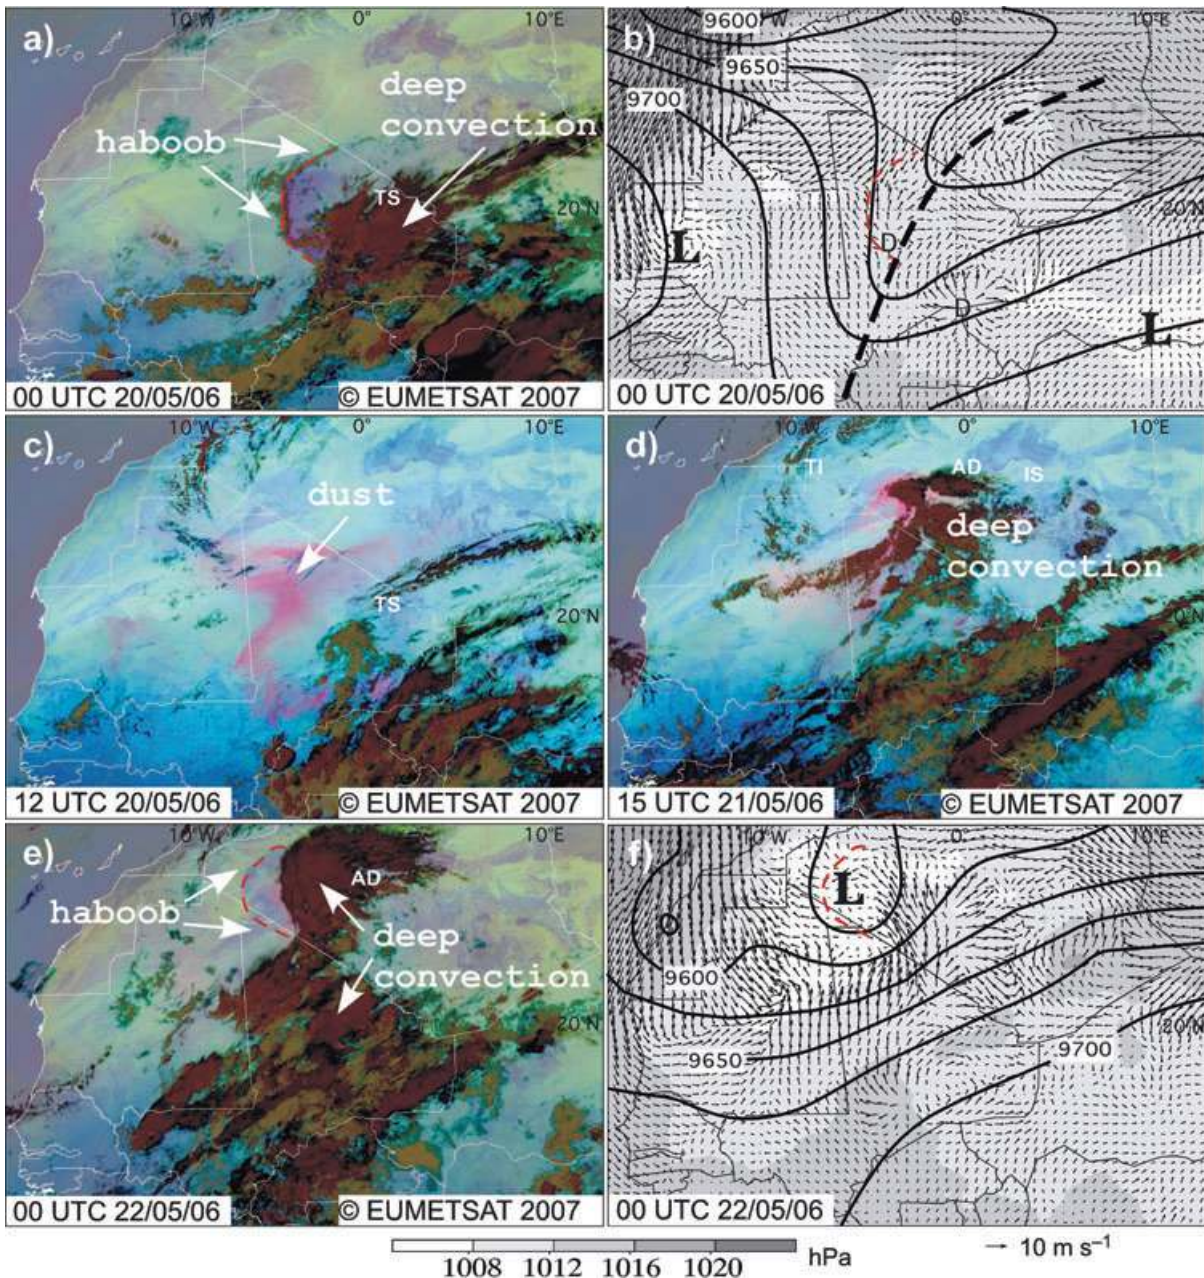 a)
10°W
0°
10°E
deep
convection
haboob
TS
20°N
00 UTC 20/05/06
© EUMETSAT 2007
b)
9600
W
0°
10°E
9650
9700
20°N
L
D
D
L
00 UTC 20/05/06
c)
10°W
0°
10°E
dust
TS
20°N
12 UTC 20/05/06
© EUMETSAT 2007
d)
10°W
0°
10°E
TI
AD
IS
deep
convection
20°N
15 UTC 21/05/06
© EUMETSAT 2007
e)
10°W
0°
10°E
AD
haboob
deep
convection
20°N
00 UTC 22/05/06
© EUMETSAT 2007
f)
10°W
0°
10°E
L
9600
20°N
9650
9700
00 UTC 22/05/06
1008 1012 1016 1020 hPa
10 m s⁻¹